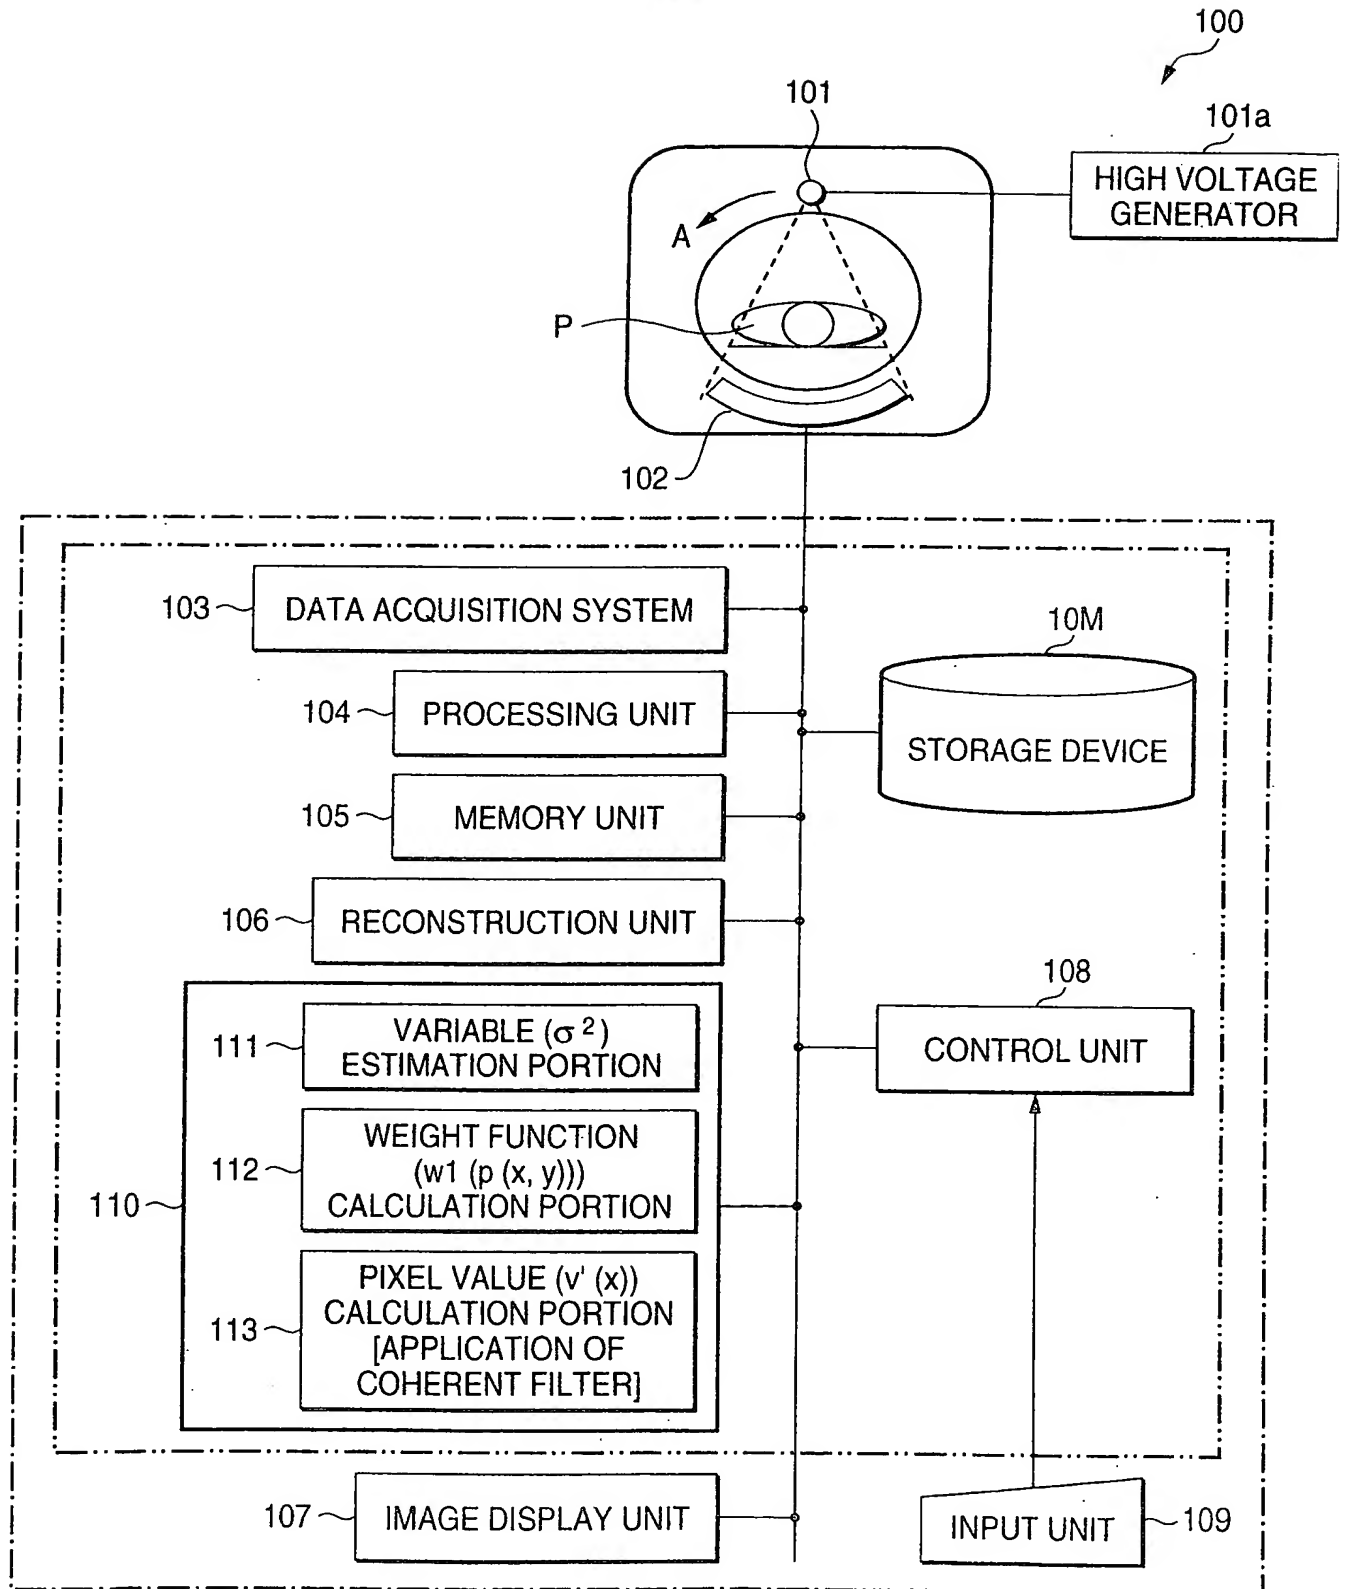 100
101
101a
HIGH VOLTAGE
GENERATOR
A
P
102
103
DATA ACQUISITION SYSTEM
10M
STORAGE DEVICE
104
PROCESSING UNIT
105
MEMORY UNIT
106
RECONSTRUCTION UNIT
108
CONTROL UNIT
110
111
VARIABLE (σ²)
ESTIMATION PORTION
112
WEIGHT FUNCTION
(w1 (p (x, y)))
CALCULATION PORTION
113
PIXEL VALUE (v' (x))
CALCULATION PORTION
[APPLICATION OF
COHERENT FILTER]
107
IMAGE DISPLAY UNIT
INPUT UNIT
109